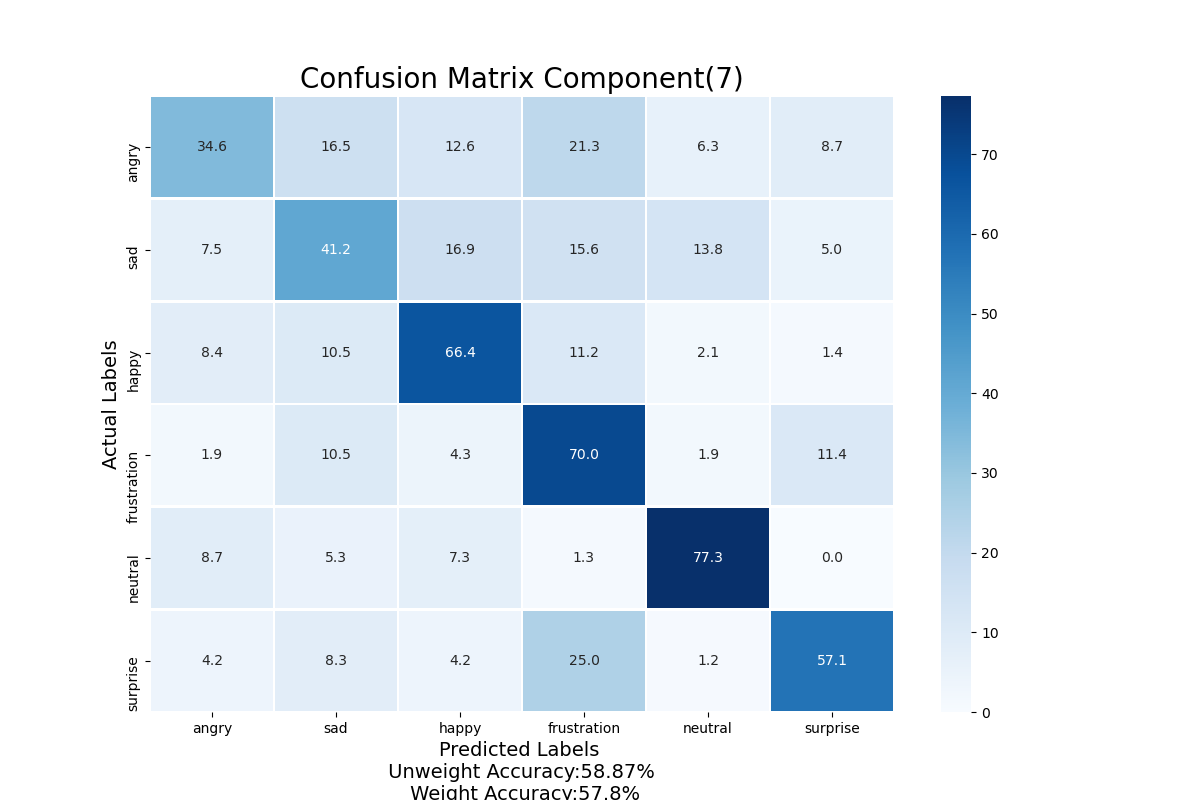 Confusion Matrix Component(7)
angry 34.6 16.5 12.6 21.3 6.3 8.7
sad 7.5 41.2 16.9 15.6 13.8 5.0
happy 8.4 10.5 66.4 11.2 2.1 1.4
frustration 1.9 10.5 4.3 70.0 1.9 11.4
neutral 8.7 5.3 7.3 1.3 77.3 0.0
surprise 4.2 8.3 4.2 25.0 1.2 57.1
Actual Labels
angry sad happy frustration neutral surprise
Predicted Labels
Unweight Accuracy:58.87%
Weight Accuracy:57.8%
70
60
50
40
30
20
10
0